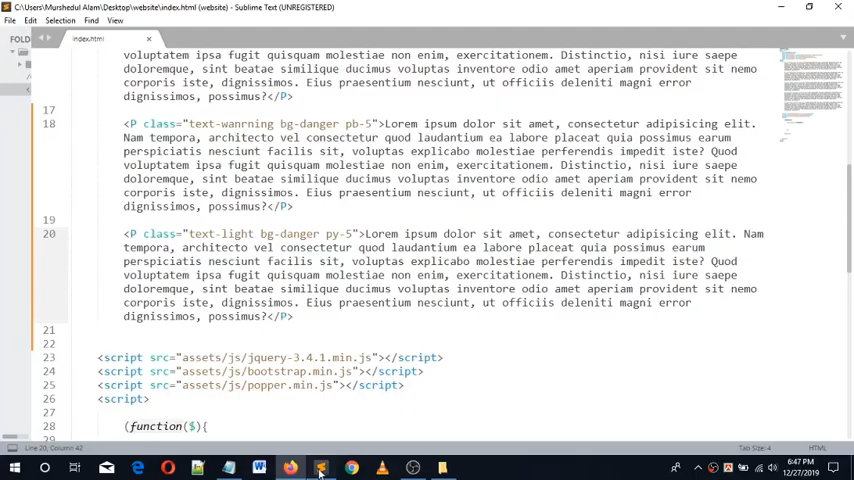 C:\Users\Murshedul Alam\Desktop\website\index.html (website) - Sublime Text (UNREGISTERED)
File Edit Selection Find View
FOLD
index.html
voluptatem ipsa fugit quisquam molestiae non enim, exercitationem. Distinctio, nisi iure saepe
doloremque, sint beatae similique ducimus voluptas inventore odio amet aperiam provident sit nemo
corporis iste, dignissimos. Eius praesentium nesciunt, ut officiis deleniti magni error
dignissimos, possimus?</P>
17
18 <P class="text-wanrning bg-danger pb-5">Lorem ipsum dolor sit amet, consectetur adipisicing elit.
Nam tempora, architecto vel consectetur quod laudantium ea labore placeat quia possimus earum
perspiciatis nesciunt facilis sit, voluptas explicabo molestiae perferendis impedit iste? Quod
voluptatem ipsa fugit quisquam molestiae non enim, exercitationem. Distinctio, nisi iure saepe
doloremque, sint beatae similique ducimus voluptas inventore odio amet aperiam provident sit nemo
corporis iste, dignissimos. Eius praesentium nesciunt, ut officiis deleniti magni error
dignissimos, possimus?</P>
19
20 <P class="text-light bg-danger py-5">Lorem ipsum dolor sit amet, consectetur adipisicing elit. Nam
tempora, architecto vel consectetur quod laudantium ea labore placeat quia possimus earum
perspiciatis nesciunt facilis sit, voluptas explicabo molestiae perferendis impedit iste? Quod
voluptatem ipsa fugit quisquam molestiae non enim, exercitationem. Distinctio, nisi iure saepe
doloremque, sint beatae similique ducimus voluptas inventore odio amet aperiam provident sit nemo
corporis iste, dignissimos. Eius praesentium nesciunt, ut officiis deleniti magni error
dignissimos, possimus?</P>
21
22
23 <script src="assets/js/jquery-3.4.1.min.js"></script>
24 <script src="assets/js/bootstrap.min.js"></script>
25 <script src="assets/js/popper.min.js"></script>
26 <script>
27
28 (function($){
29
Line 20, Column 42
Tab Size: 4
HTML
6:47 PM
12/27/2019